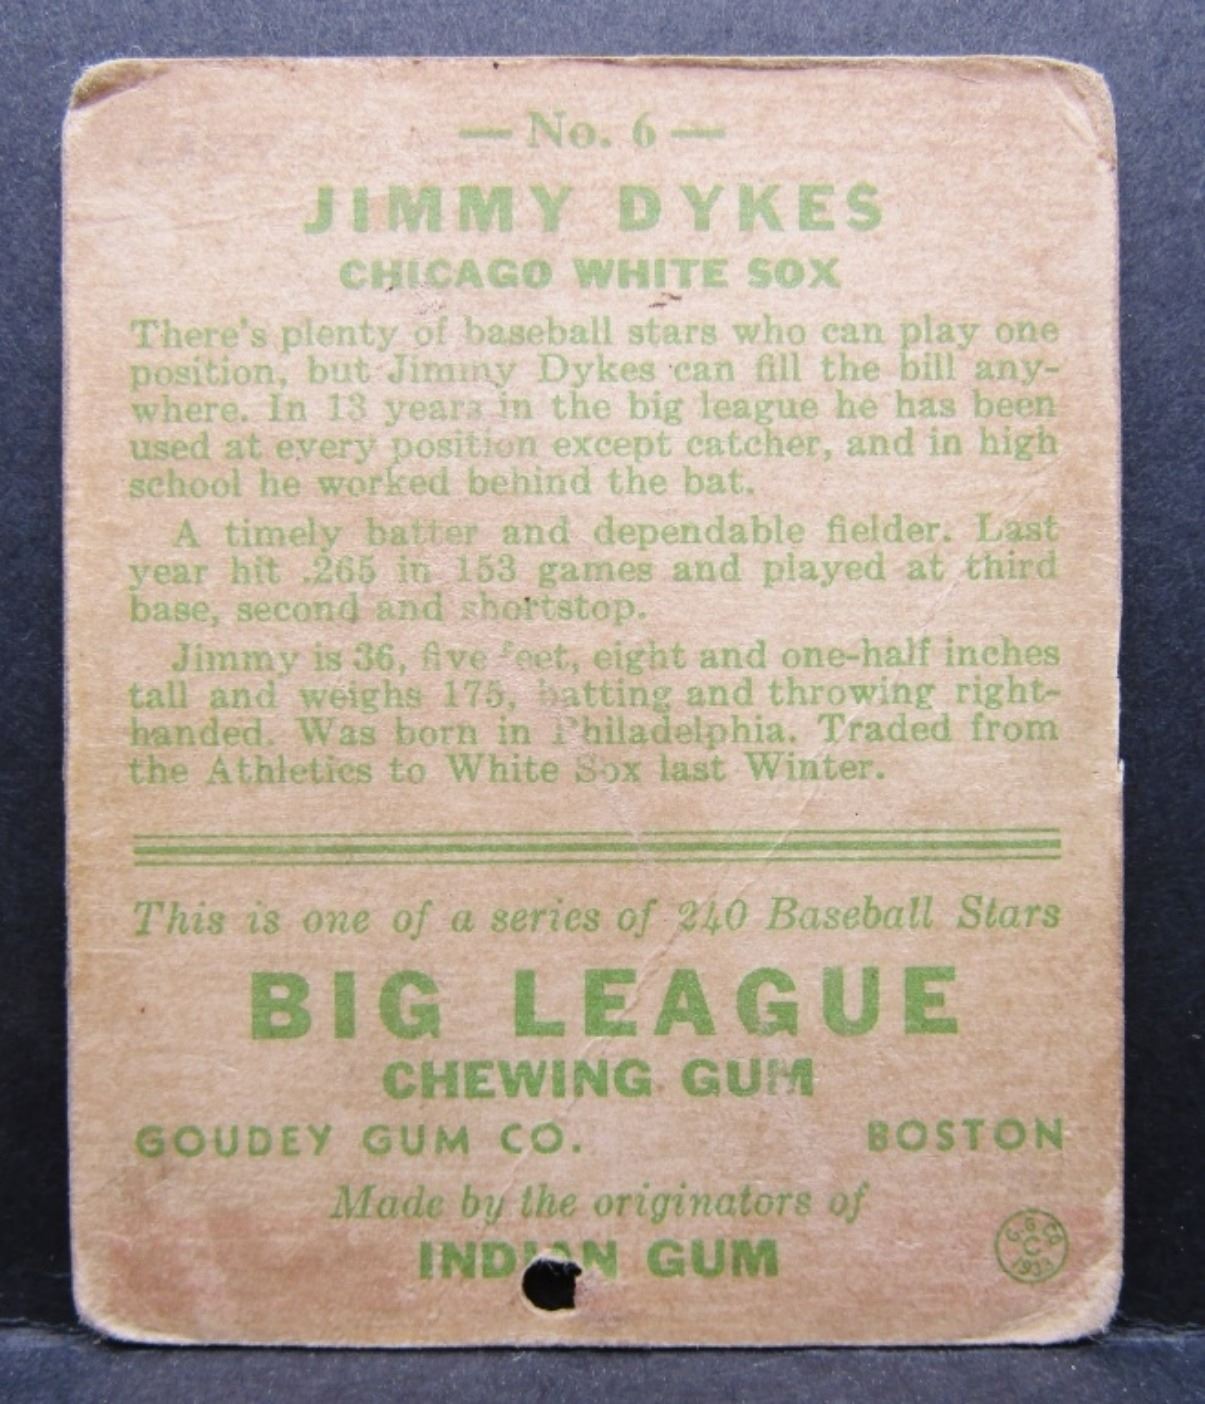 — No. 6 —
JIMMY DYKES
CHICAGO WHITE SOX
There's plenty of baseball stars who can play one
position, but Jimmy Dykes can fill the bill any-
where. In 13 years in the big league he has been
used at every position except catcher, and in high
school he worked behind the bat.
A timely batter and dependable fielder. Last
year hit .265 in 153 games and played at third
base, second and shortstop.
Jimmy is 36, five feet, eight and one-half inches
tall and weighs 175, batting and throwing right-
handed. Was born in Philadelphia. Traded from
the Athletics to White Sox last Winter.
This is one of a series of 240 Baseball Stars
BIG LEAGUE
CHEWING GUM
GOUDEY GUM CO. BOSTON
Made by the originators of
INDIAN GUM
G. G. CO.
C
1933